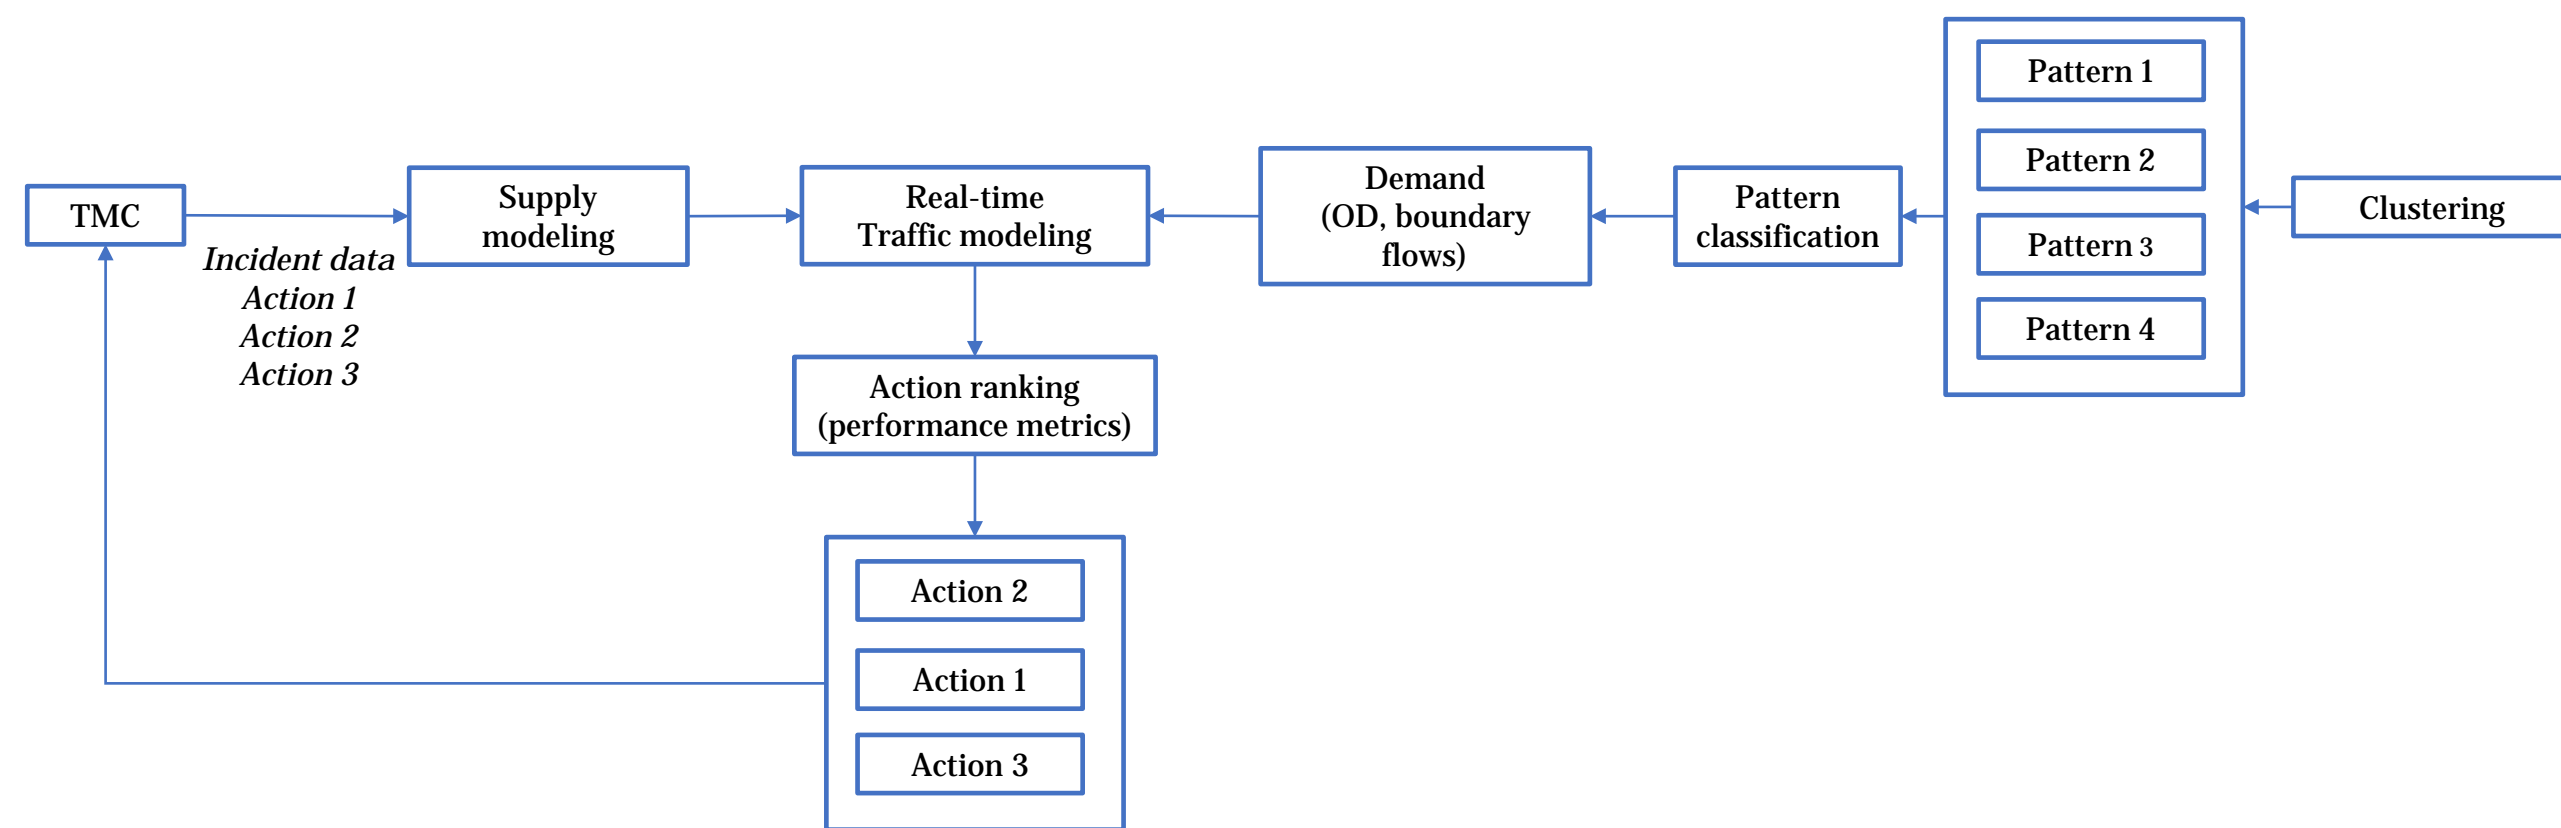 TMC
Incident data
Action 1
Action 2
Action 3
Supply
modeling
Real-time
Traffic modeling
Action ranking
(performance metrics)
Action 2
Action 1
Action 3
Demand
(OD, boundary
flows)
Pattern
classification
Pattern 1
Pattern 2
Pattern 3
Pattern 4
Clustering